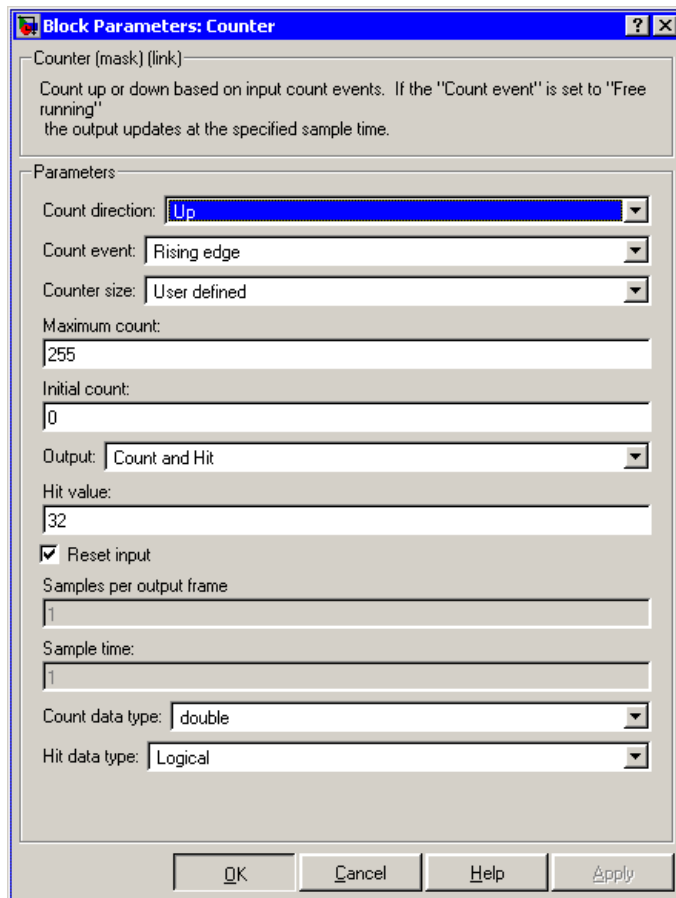 Block Parameters: Counter
Counter (mask) (link)
Count up or down based on input count events. If the "Count event" is set to "Free
running"
the output updates at the specified sample time.
Parameters
Count direction: Up
Count event: Rising edge
Counter size: User defined
Maximum count:
255
Initial count:
0
Output: Count and Hit
Hit value:
32
Reset input
Samples per output frame
1
Sample time:
1
Count data type: double
Hit data type: Logical
OK Cancel Help Apply